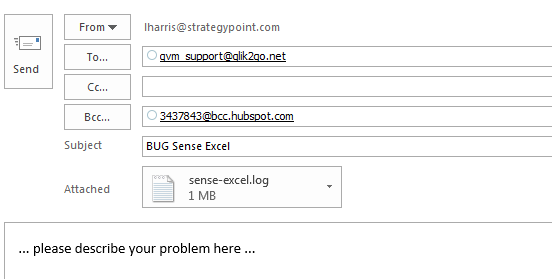 From lharris@strategypoint.com
Send
To... qvm_support@qlik2go.net
Cc...
Bcc... 3437843@bcc.hubspot.com
Subject BUG Sense Excel
Attached
sense-excel.log
1 MB
... please describe your problem here ...